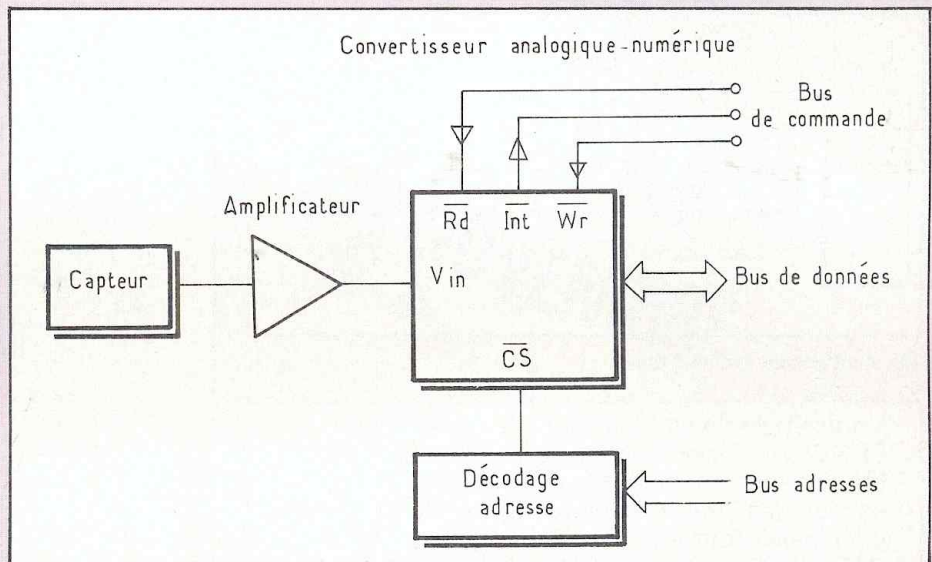 Convertisseur analogique-numérique
Bus
de commande
Amplificateur
Rd Int Wr
Capteur
Vin
Bus de données
CS
Décodage
adresse
Bus adresses